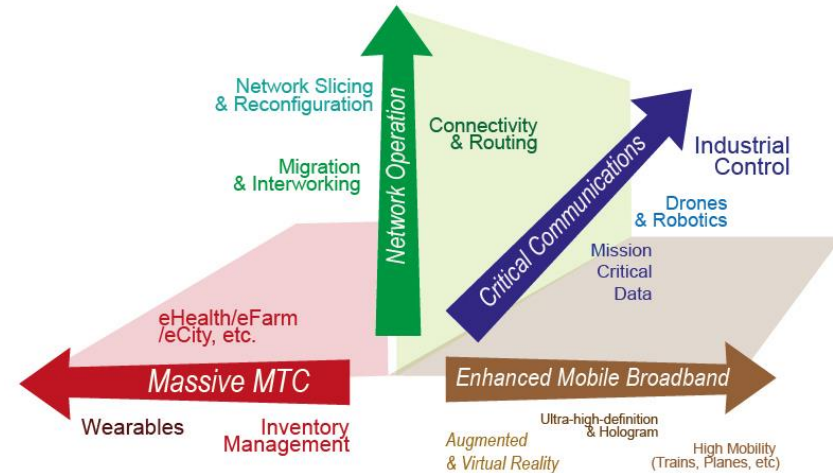 Network Slicing
& Reconfiguration
Migration
& Interworking
Network Operation
Connectivity
& Routing
Critical Communications
Industrial
Control
Drones
& Robotics
Mission
Critical
Data
eHealth/eFarm
/eCity, etc.
Massive MTC
Enhanced Mobile Broadband
Wearables
Inventory
Management
Augmented
& Virtual Reality
Ultra-high-definition
& Hologram
High Mobility
(Trains, Planes, etc)